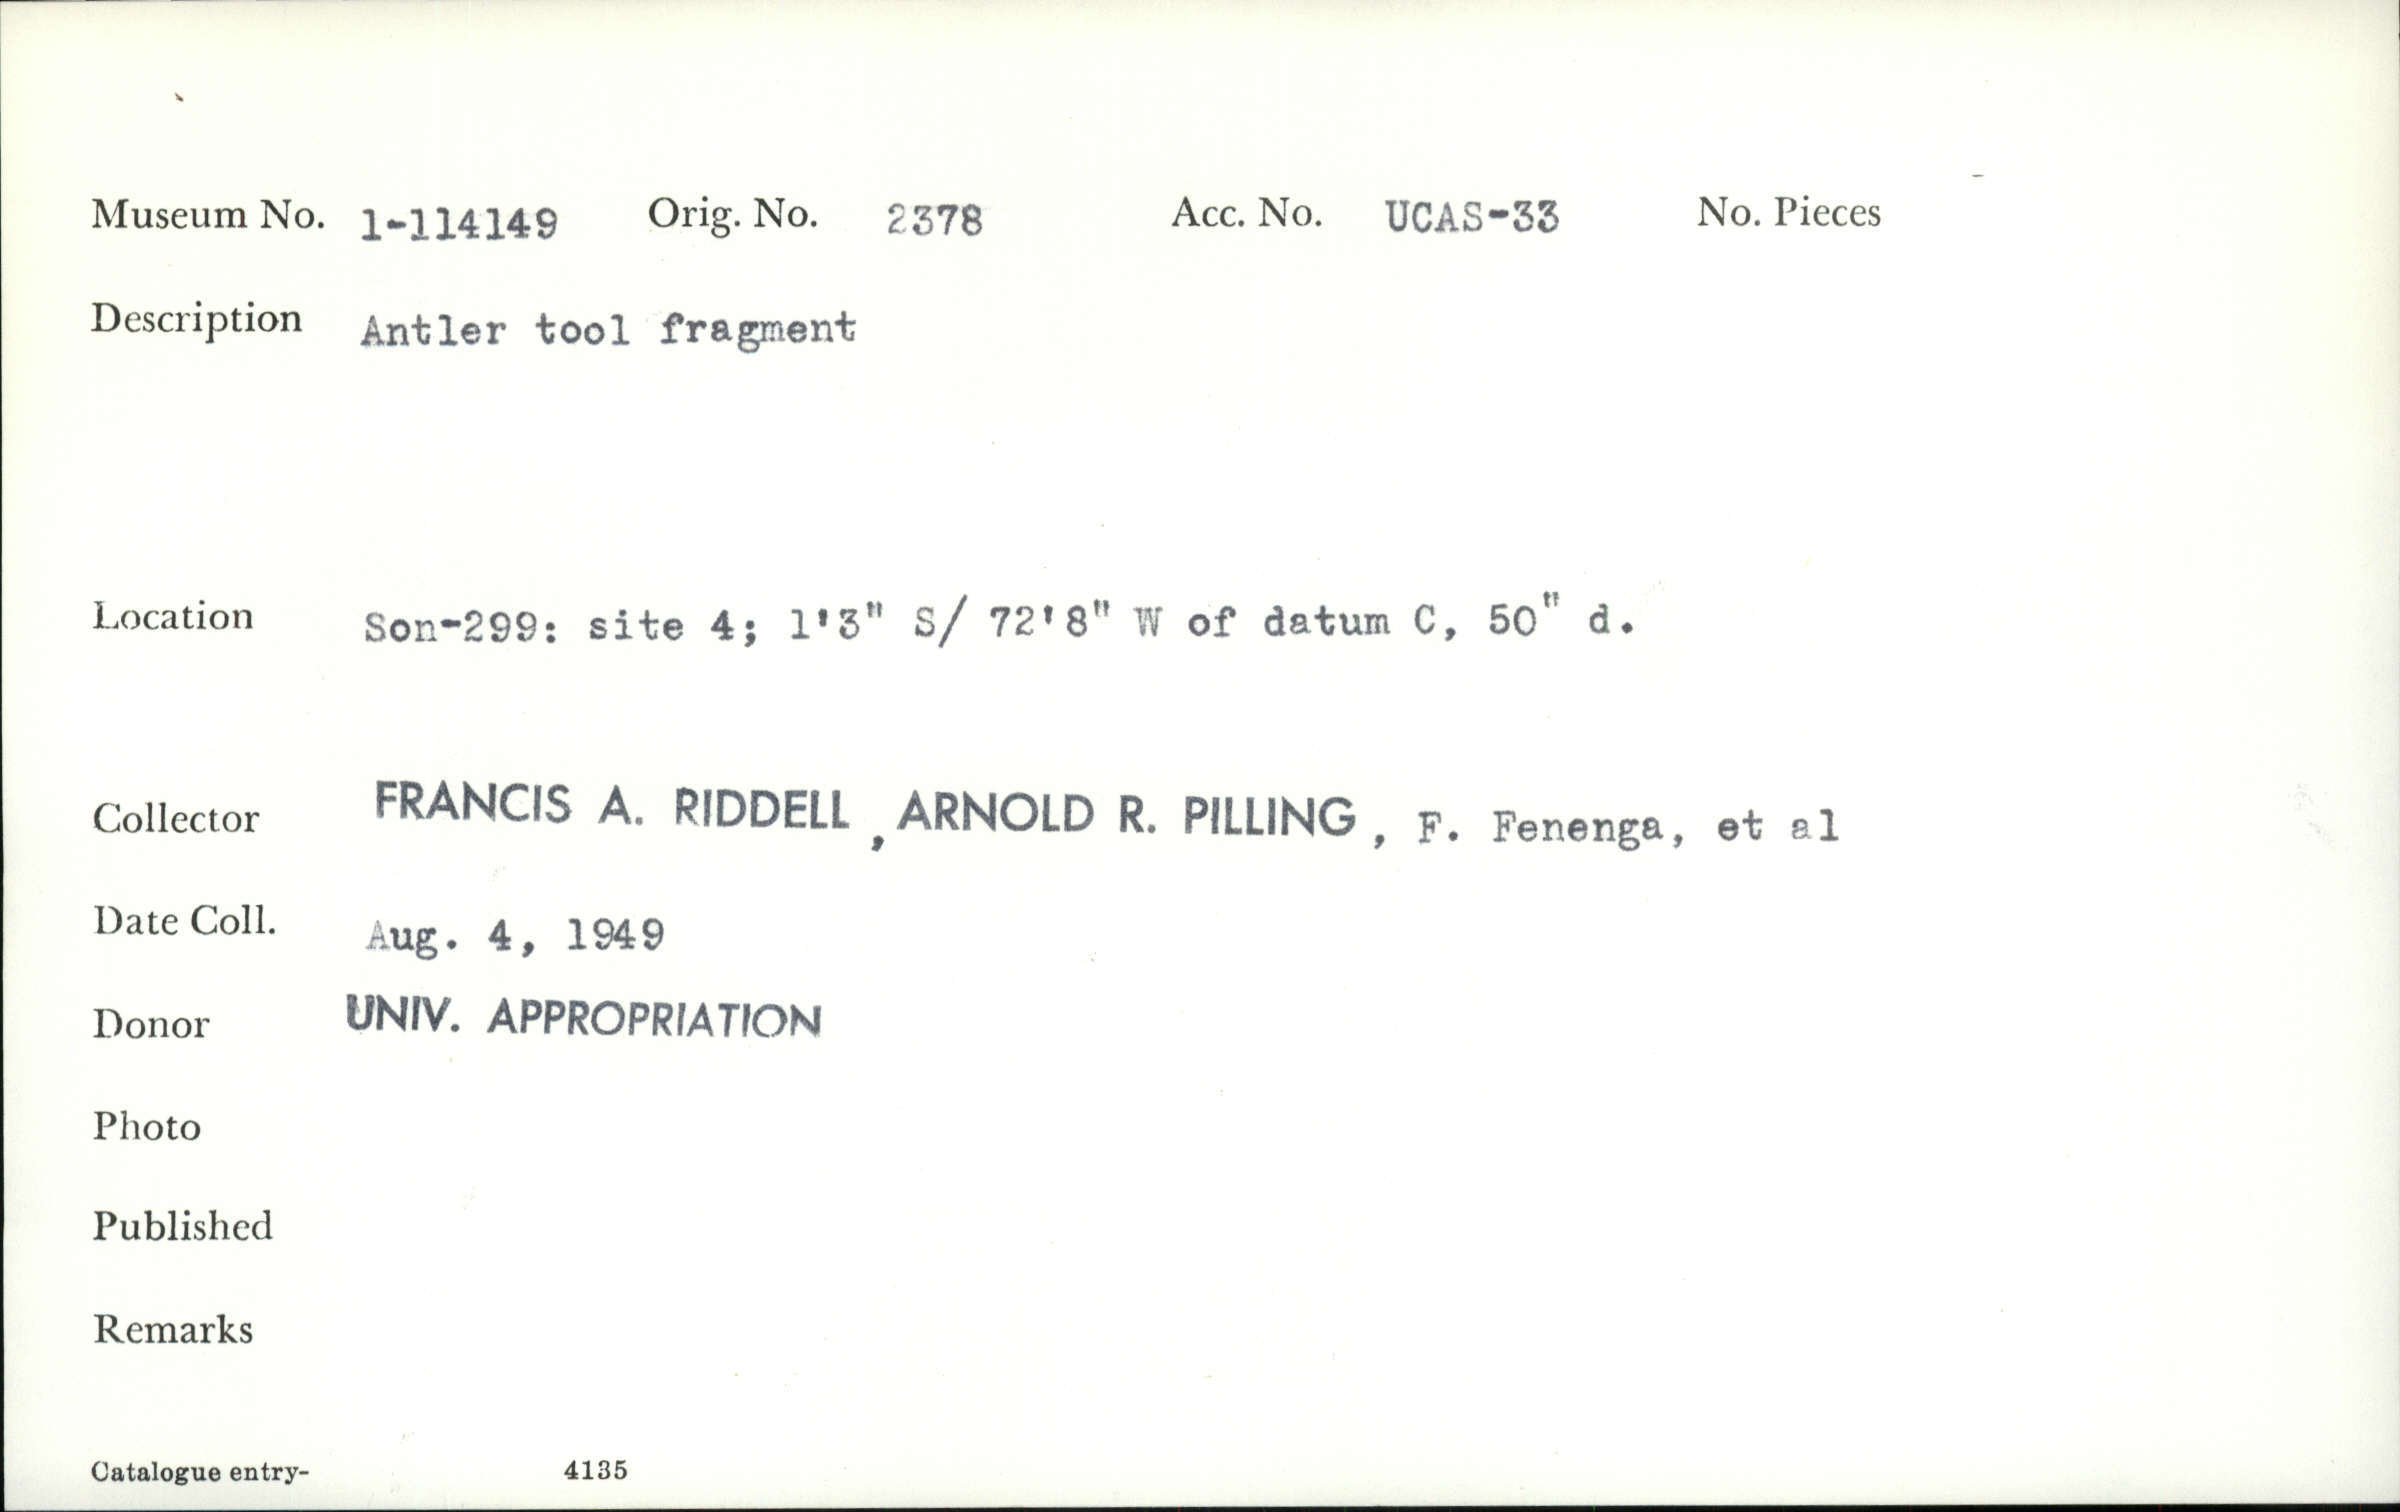 Museum No. 1-114149 Orig. No. 2378 Acc. No. UCAS-33 No. Pieces
Description Antler tool fragment
Location Son-299: site 4; 1'3" S/ 72'8" W of datum C, 50" d.
Collector FRANCIS A. RIDDELL , ARNOLD R. PILLING , F. Fenenga, et al
Date Coll. Aug. 4, 1949
Donor UNIV. APPROPRIATION
Photo
Published
Remarks
Catalogue entry- 4135